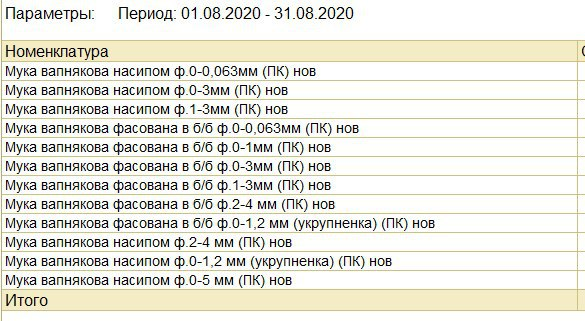 Параметры: Период: 01.08.2020 - 31.08.2020
Номенклатура
Мука вапнякова насипом ф.0-0,063мм (ПК) нов
Мука вапнякова насипом ф.0-3мм (ПК) нов
Мука вапнякова насипом ф.1-3мм (ПК) нов
Мука вапнякова фасована в б/б ф.0-0,063мм (ПК) нов
Мука вапнякова фасована в б/б ф.0-1мм (ПК) нов
Мука вапнякова фасована в б/б ф.0-3мм (ПК) нов
Мука вапнякова фасована в б/б ф.1-3мм (ПК) нов
Мука вапнякова фасована в б/б ф.2-4 мм (ПК) нов
Мука вапнякова фасована в б/б ф.0-1,2 мм (укрупненка) (ПК) нов
Мука вапнякова насипом ф.2-4 мм (ПК) нов
Мука вапнякова насипом ф.0-1,2 мм (укрупненка) (ПК) нов
Мука вапнякова насипом ф.0-5 мм (ПК) нов
Итого